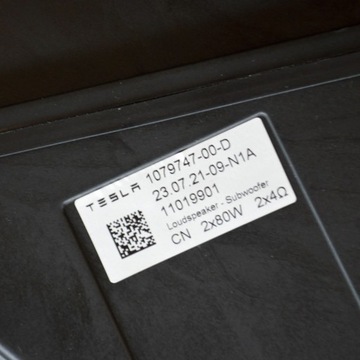 TESLA 1079747-00-D
23.07.21-09-N1A
11019901
Loudspeaker - Subwoofer
CN 2x80W 2x4Ω